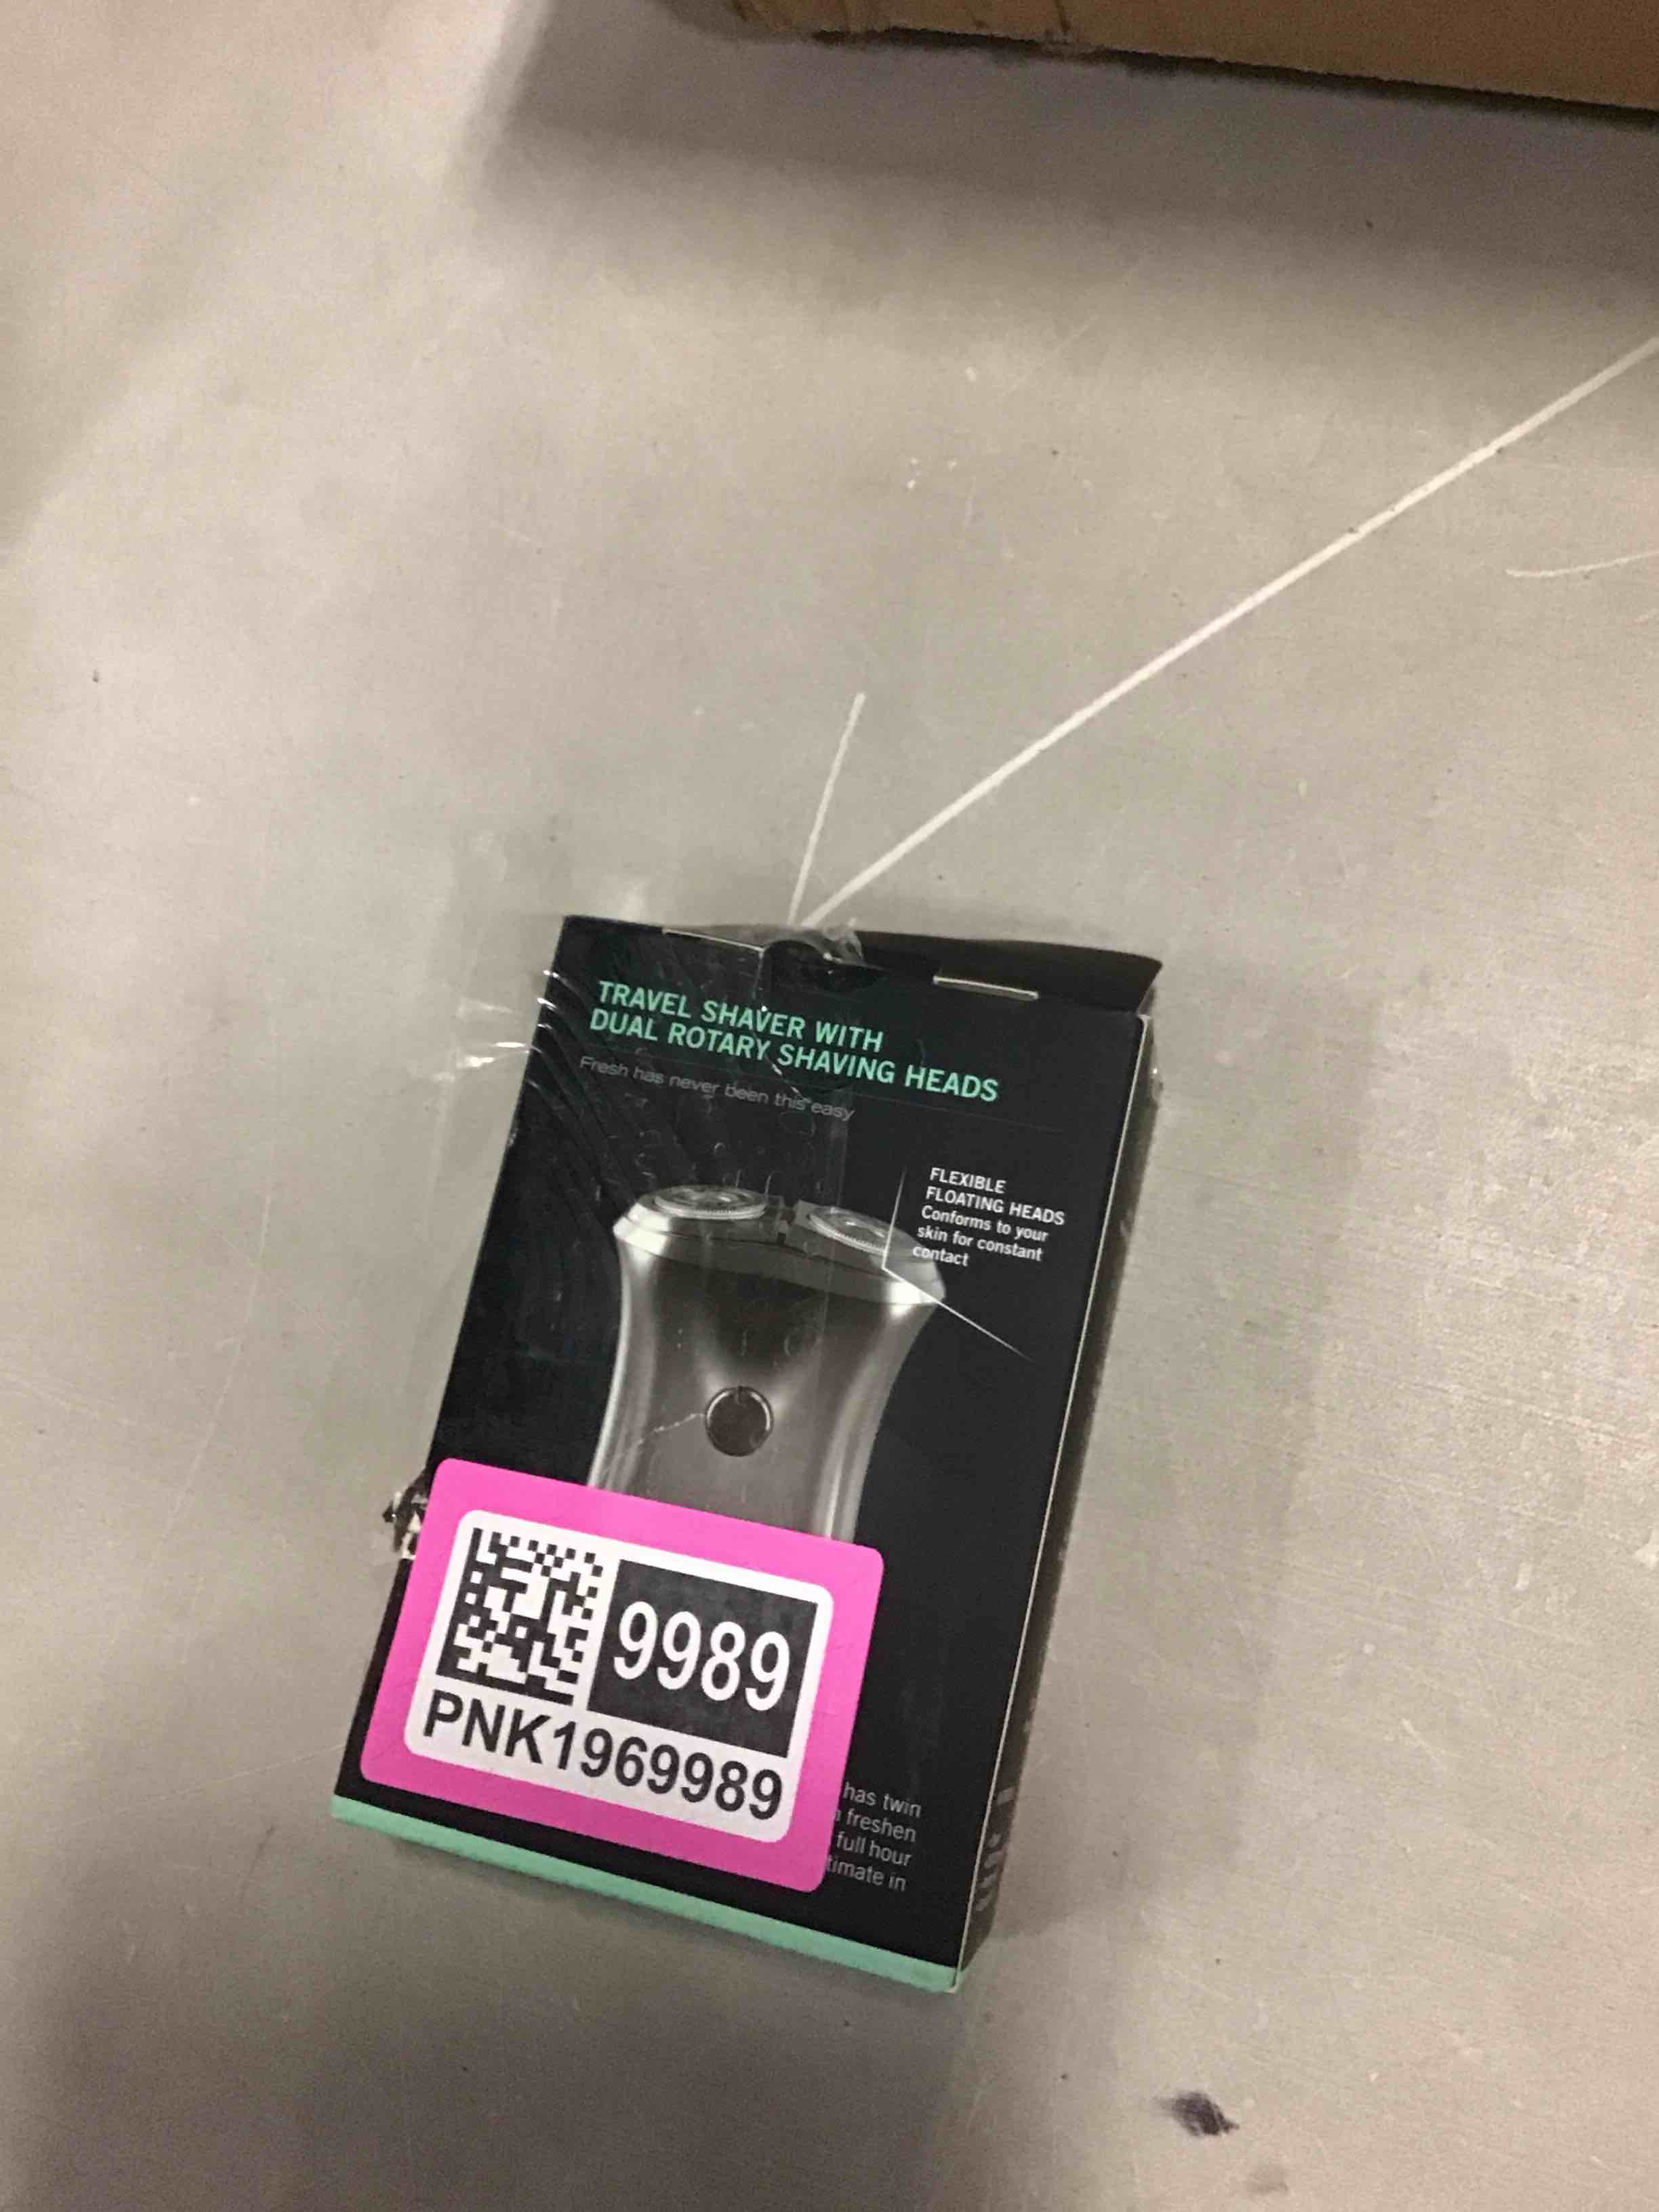 TRAVEL SHAVER WITH
DUAL ROTARY SHAVING HEADS
Fresh has never been this easy
FLEXIBLE
FLOATING HEADS
Conforms to your
skin for constant
contact
9989
PNK1969989
has twin
freshen
full hour
timate in